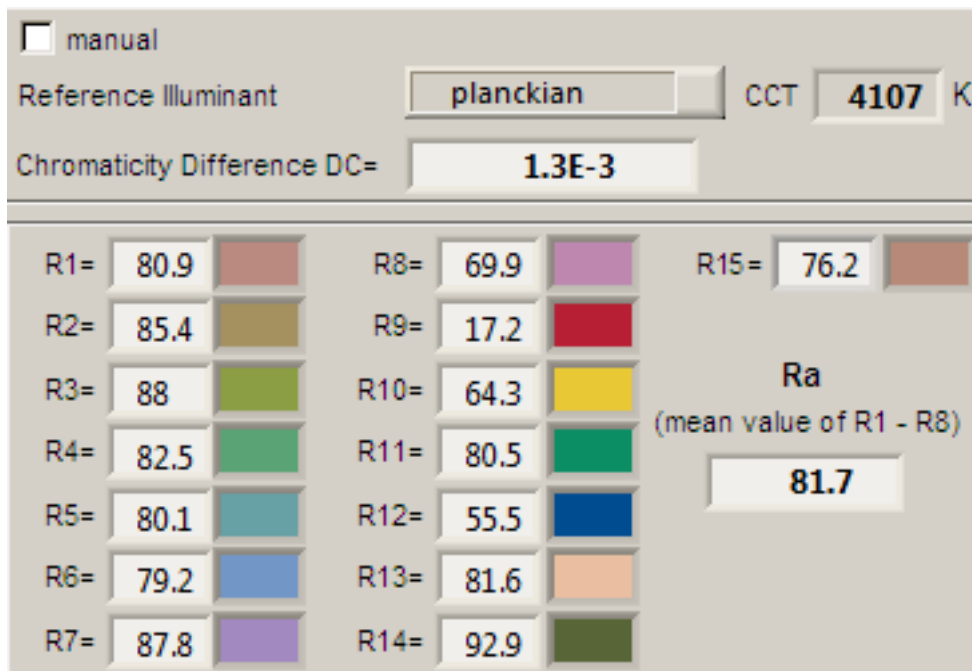 manual
Reference Illuminant planckian CCT 4107 K
Chromaticity Difference DC= 1.3E-3
R1= 80.9 R8= 69.9 R15= 76.2
R2= 85.4 R9= 17.2
R3= 88 R10= 64.3 Ra
(mean value of R1 - R8)
R4= 82.5 R11= 80.5
81.7
R5= 80.1 R12= 55.5
R6= 79.2 R13= 81.6
R7= 87.8 R14= 92.9